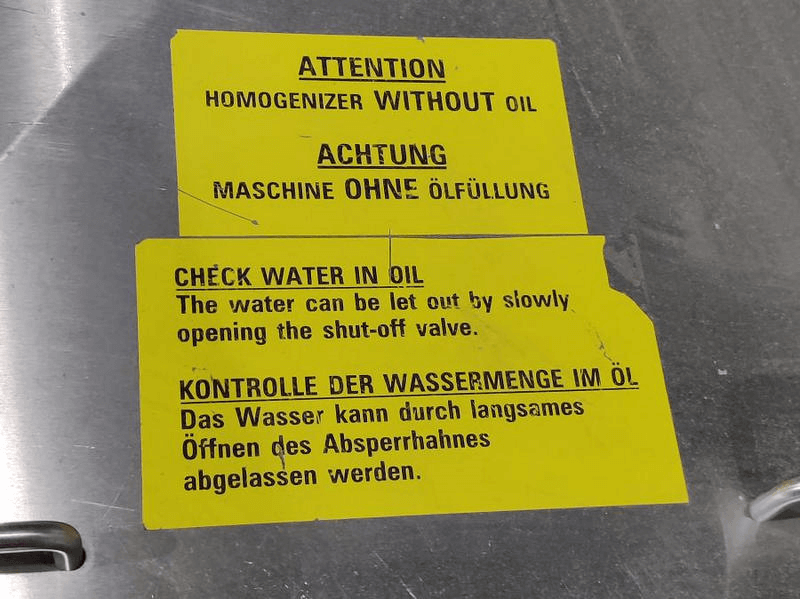 ATTENTION
HOMOGENIZER WITHOUT OIL
ACHTUNG
MASCHINE OHNE ÖLFÜLLUNG
CHECK WATER IN OIL
The water can be let out by slowly
opening the shut-off valve.
KONTROLLE DER WASSERMENGE IM ÖL
Das Wasser kann durch langsames
Öffnen des Absperrhahnes
abgelassen werden.